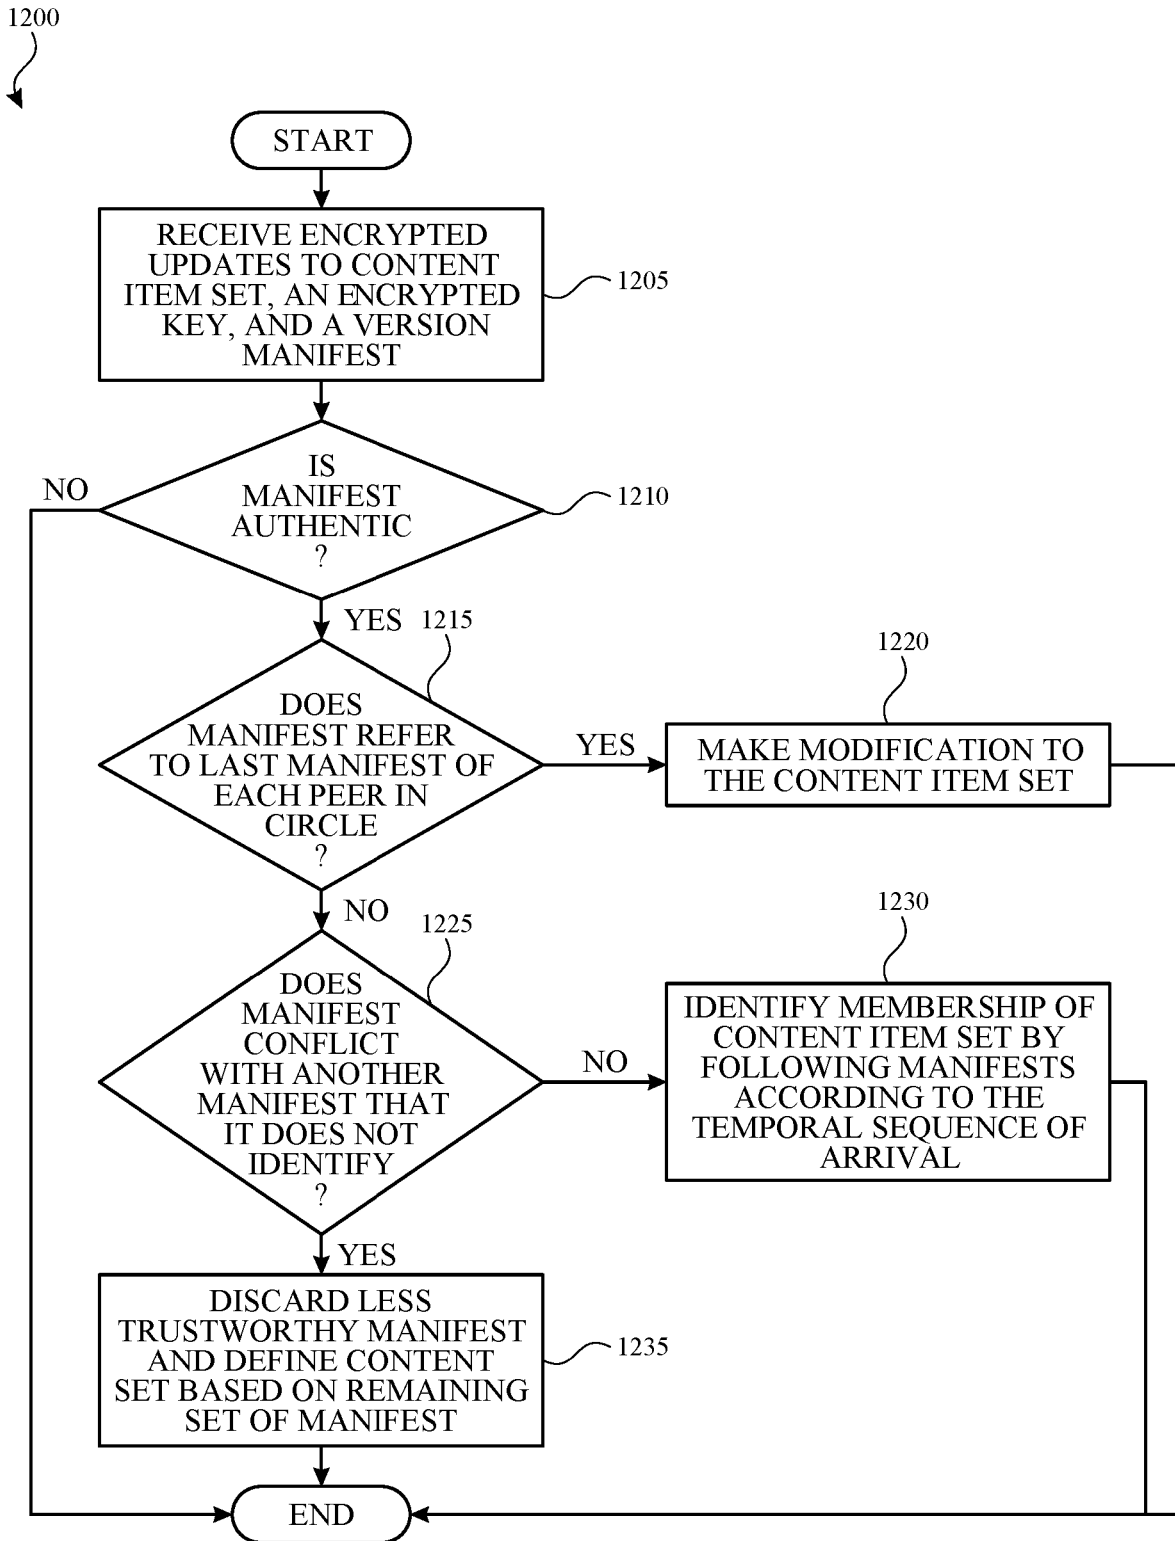 1200
START
RECEIVE ENCRYPTED
UPDATES TO CONTENT
ITEM SET, AN ENCRYPTED
KEY, AND A VERSION
MANIFEST
1205
IS
MANIFEST
AUTHENTIC
?
1210
NO
YES
1215
DOES
MANIFEST REFER
TO LAST MANIFEST OF
EACH PEER IN
CIRCLE
?
YES
1220
MAKE MODIFICATION TO
THE CONTENT ITEM SET
NO
1225
DOES
MANIFEST
CONFLICT
WITH ANOTHER
MANIFEST THAT
IT DOES NOT
IDENTIFY
?
NO
1230
IDENTIFY MEMBERSHIP OF
CONTENT ITEM SET BY
FOLLOWING MANIFESTS
ACCORDING TO THE
TEMPORAL SEQUENCE OF
ARRIVAL
YES
DISCARD LESS
TRUSTWORTHY MANIFEST
AND DEFINE CONTENT
SET BASED ON REMAINING
SET OF MANIFEST
1235
END